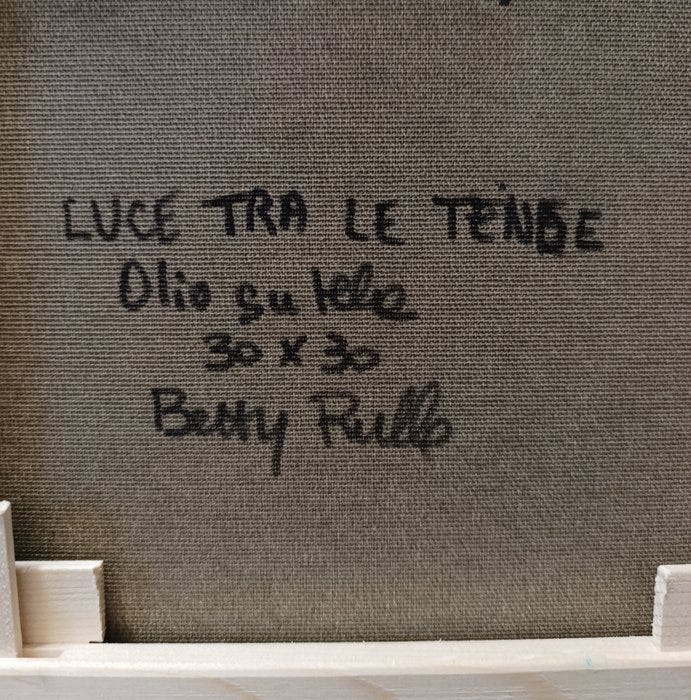 LUCE TRA LE TENDE
Olio su tela
30 x 30
Betty Rullo